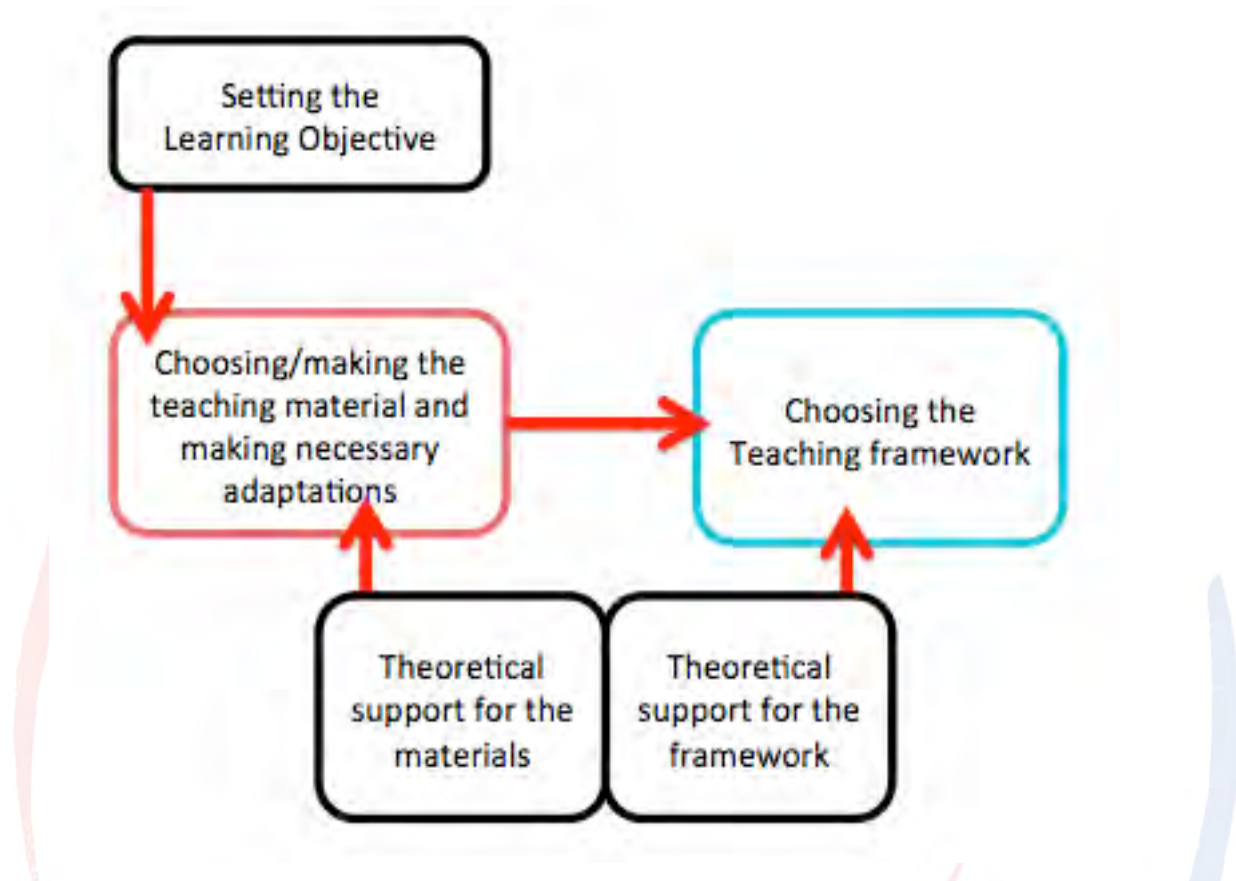 Setting the
Learning Objective
Choosing/making the
teaching material and
making necessary
adaptations
Choosing the
Teaching framework
Theoretical
support for the
materials
Theoretical
support for the
framework